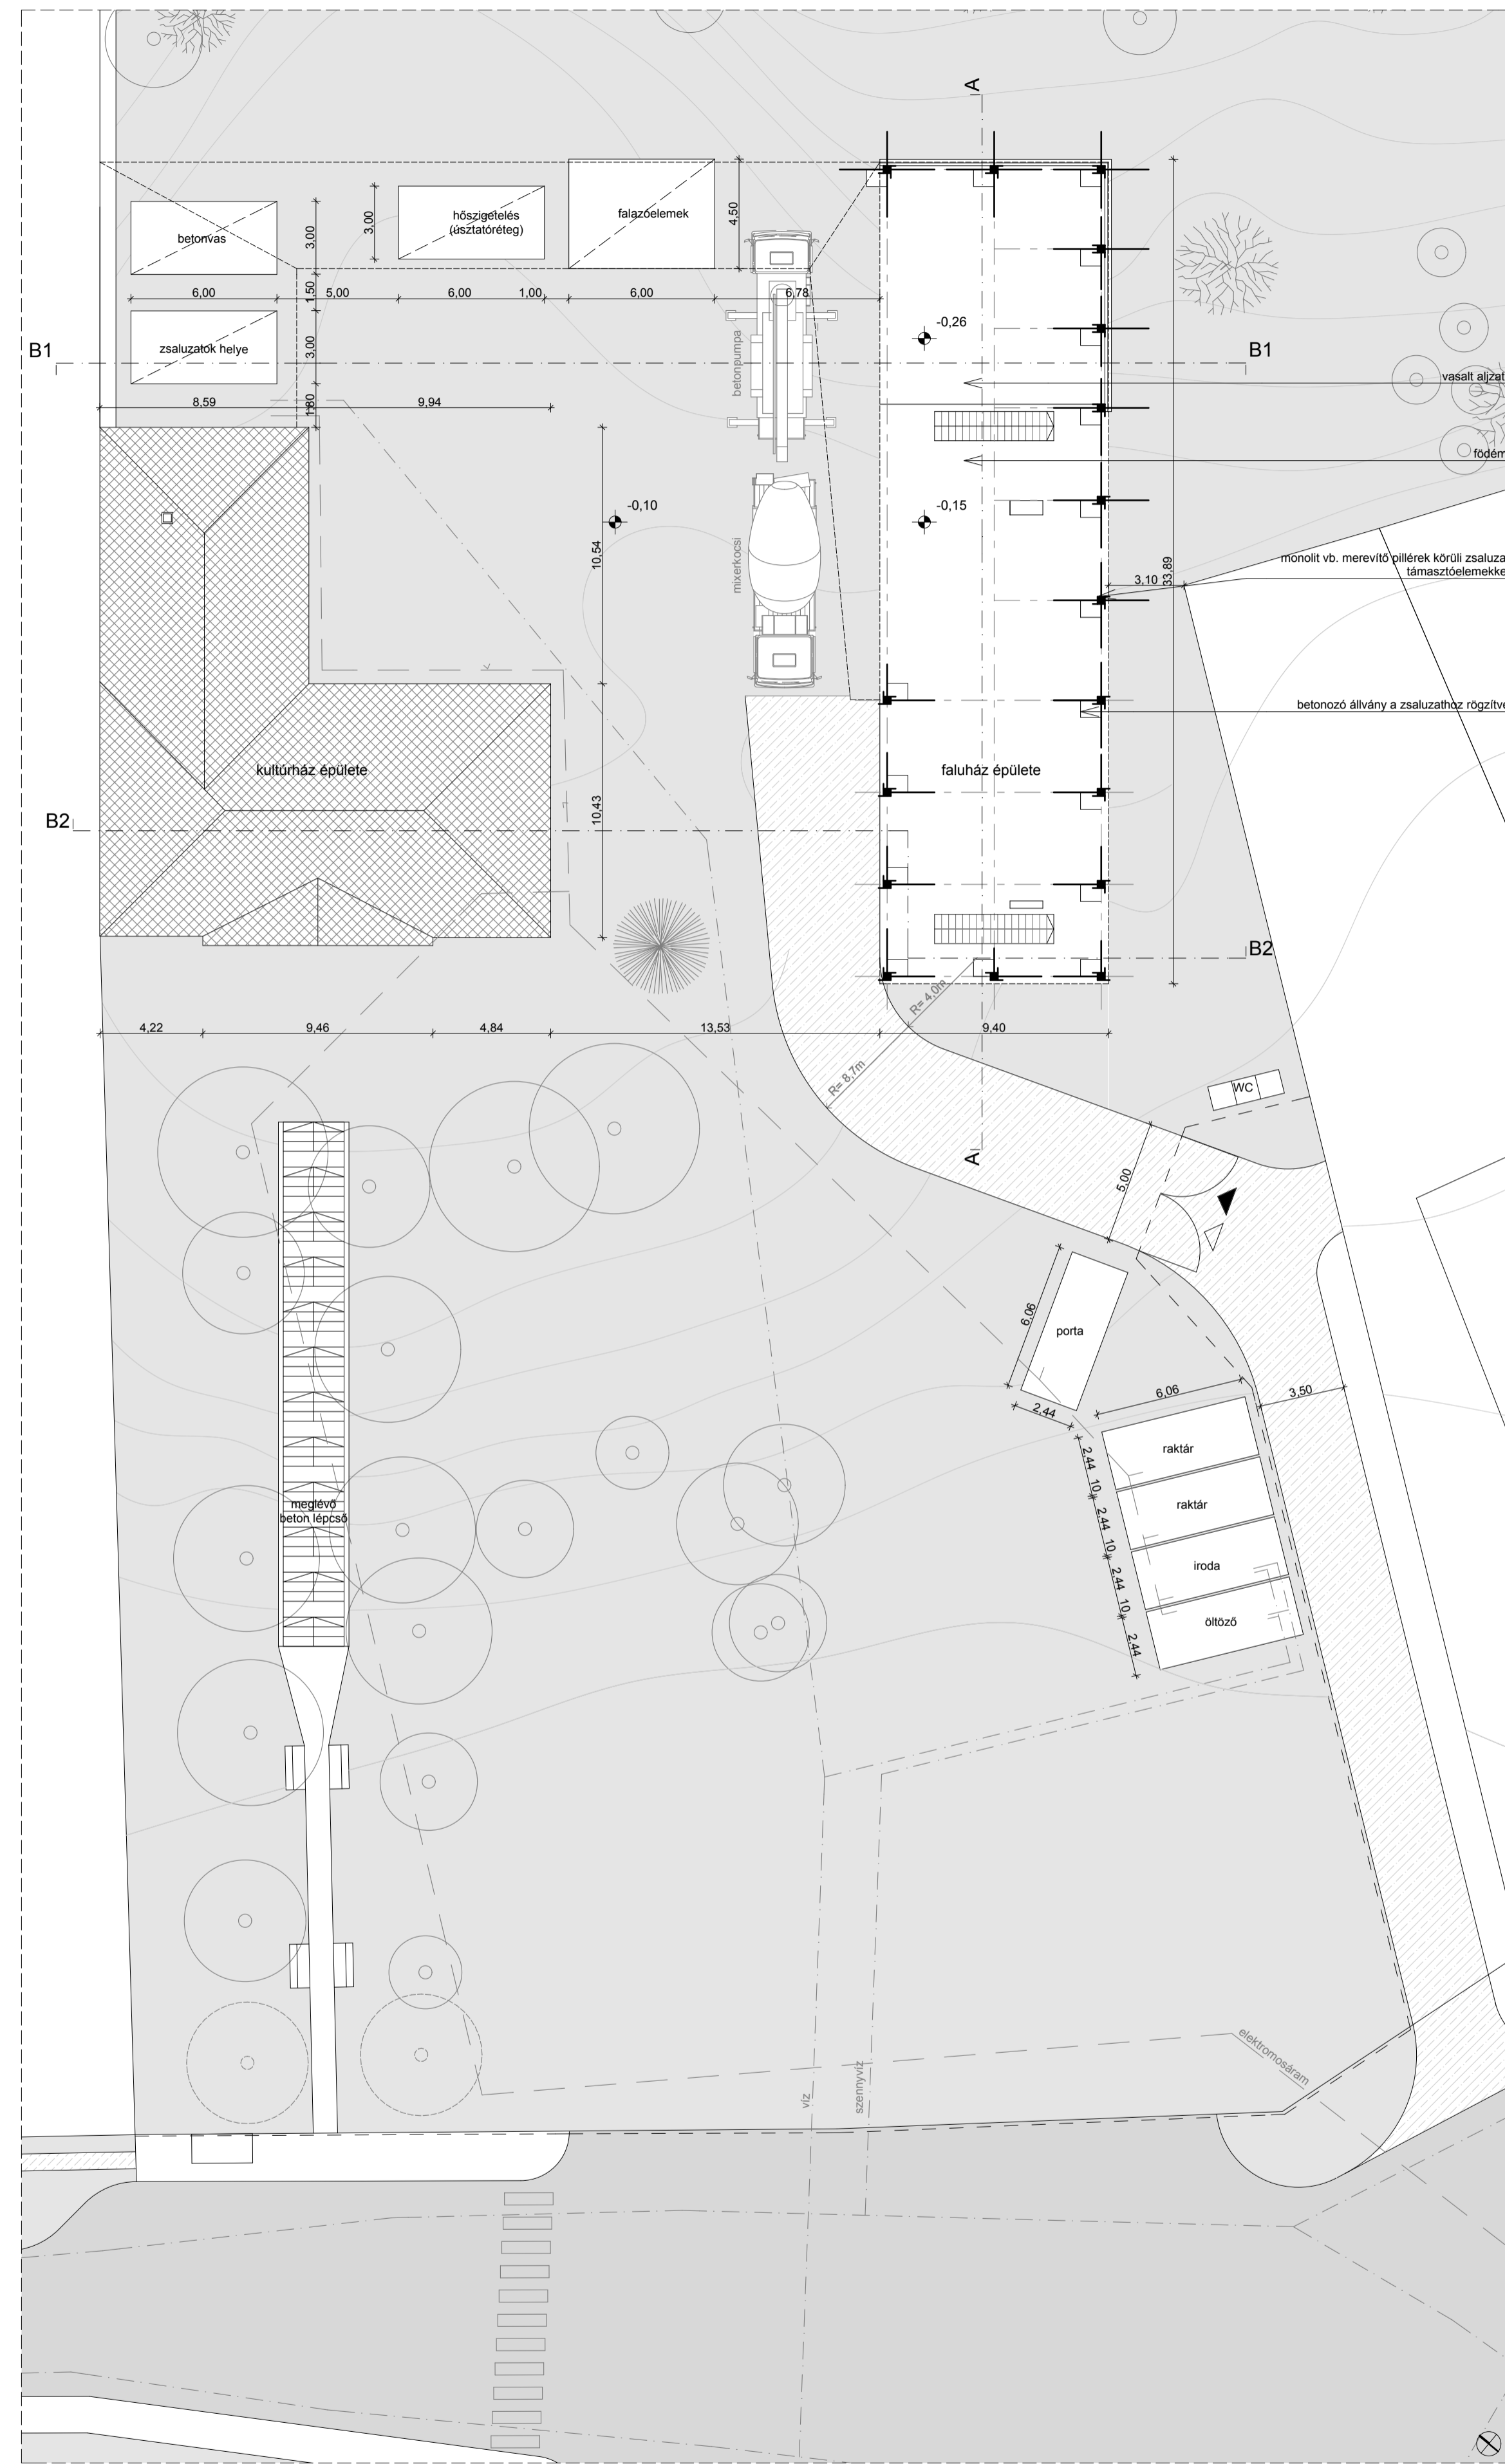 A
betonvas
3,00
3,00
hőszigetelés
(úsztatóréteg)
falazóelemek
4,50
6,00
5,00
1,50
6,00
1,00
6,00
6,78
-0,26
B1
zsaluzatok helye
3,00
betonpumpa
B1
vasalt aljzat
8,59
1,80
9,94
födém
-0,10
-0,15
10,54
mixerkocsi
monolit vb. merevítő pillérek körüli zsaluza
támasztóelemekke
3,10
33,89
betonozó állvány a zsaluzathoz rögzítve
kultúrház épülete
faluház épülete
10,43
B2
B2
R= 4,0m
4,22
9,46
4,84
13,53
9,40
R= 8,7m
WC
A
5,00
6,06
porta
2,44
6,06
3,50
raktár
2,44
10
raktár
2,44
10
iroda
2,44
10
öltöző
2,44
meglévő
beton lépcső
elektromosáram
víz
szennyvíz